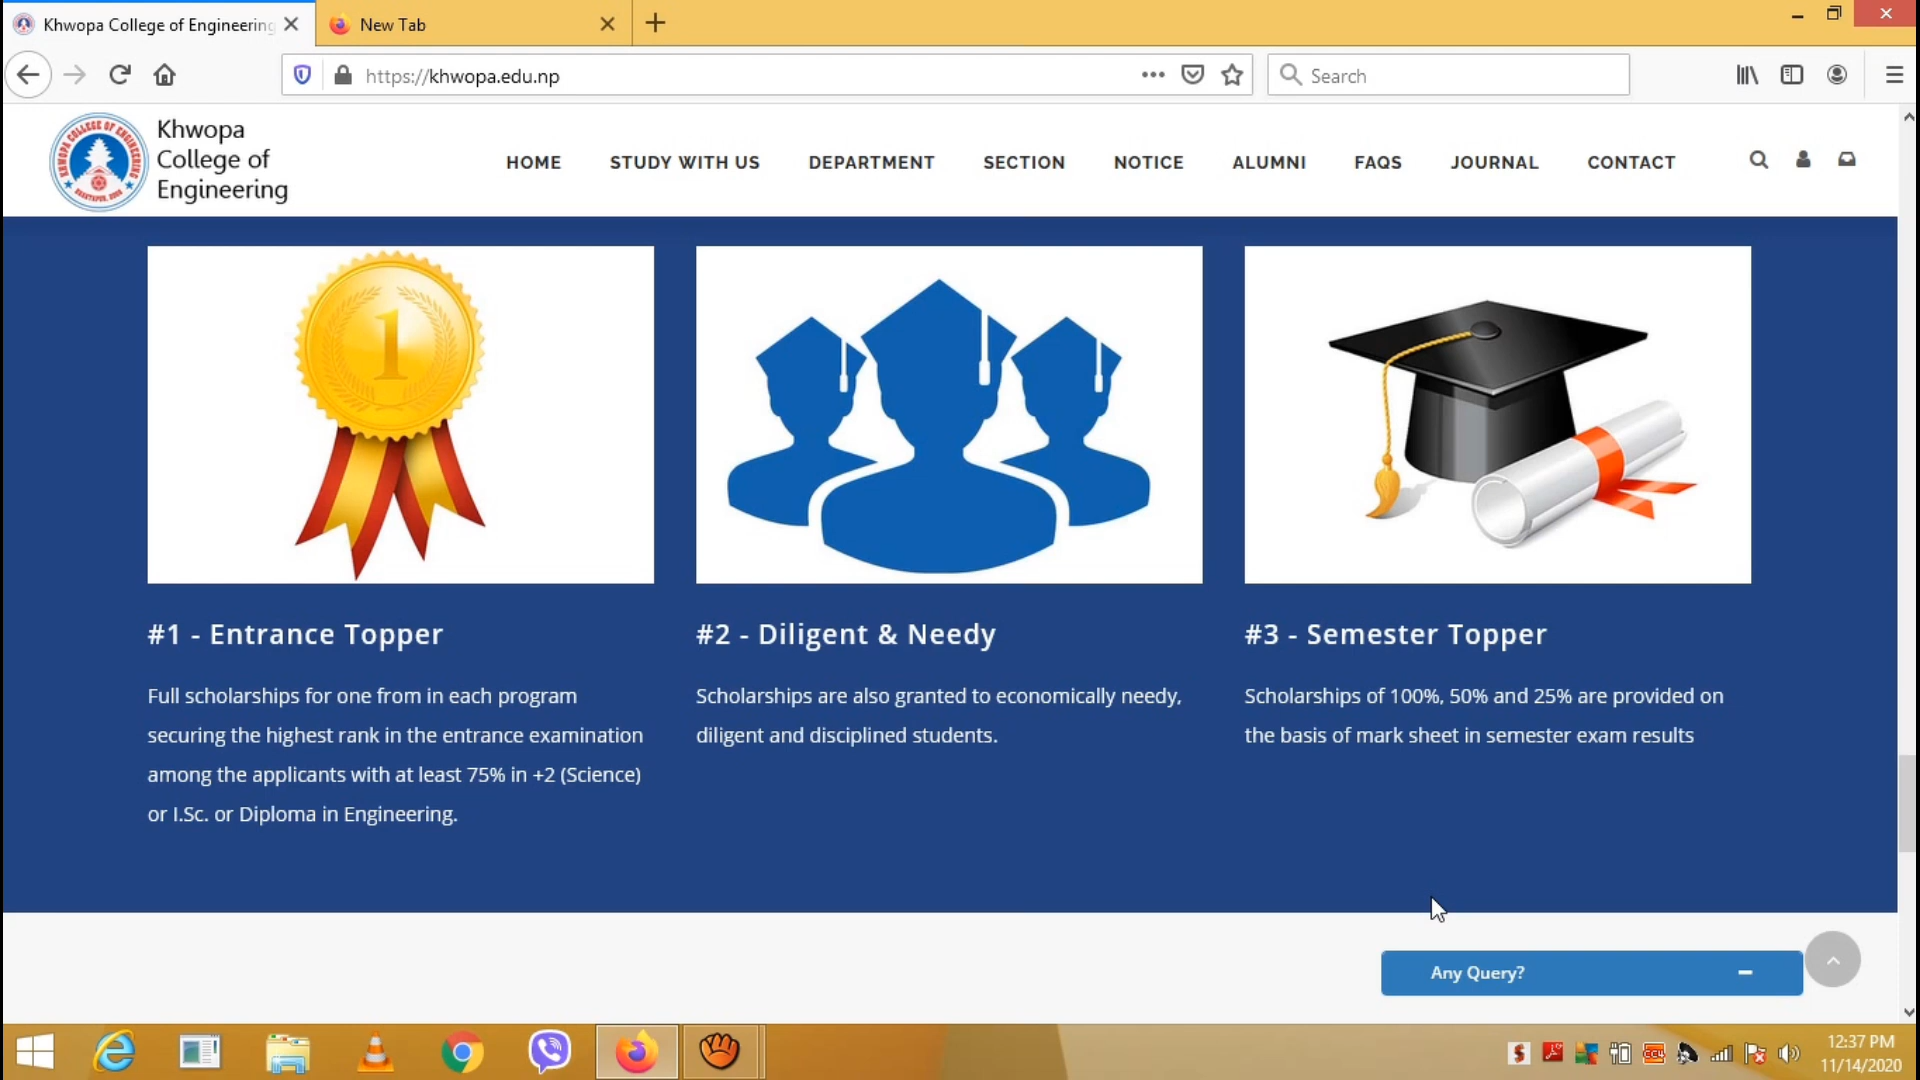 Khwopa College of Engineering
New Tab
https://khwopa.edu.np
Search
KHWOPA COLLEGE OF ENGINEERING
Khwopa
College of
Engineering
HOME
STUDY WITH US
DEPARTMENT
SECTION
NOTICE
ALUMNI
FAQS
JOURNAL
CONTACT
1
#1 - Entrance Topper
Full scholarships for one from in each program
securing the highest rank in the entrance examination
among the applicants with at least 75% in +2 (Science)
or I.Sc. or Diploma in Engineering.
#2 - Diligent & Needy
Scholarships are also granted to economically needy,
diligent and disciplined students.
#3 - Semester Topper
Scholarships of 100%, 50% and 25% are provided on
the basis of mark sheet in semester exam results
Any Query?
12:37 PM
11/14/2020